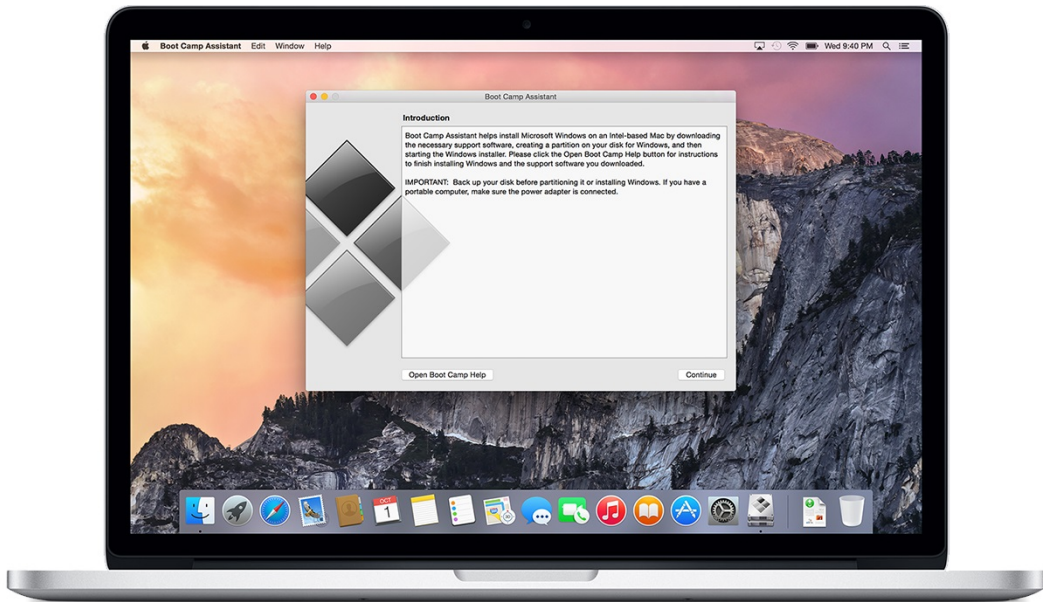 Boot Camp Assistant Edit Window Help
Wed 9:40 PM
Boot Camp Assistant
Introduction
Boot Camp Assistant helps install Microsoft Windows on an Intel-based Mac by downloading
the necessary support software, creating a partition on your disk for Windows, and then
starting the Windows installer. Please click the Open Boot Camp Help button for instructions
to finish installing Windows and the support software you downloaded.
IMPORTANT: Back up your disk before partitioning it or installing Windows. If you have a
portable computer, make sure the power adapter is connected.
Open Boot Camp Help
Continue
OCT
1